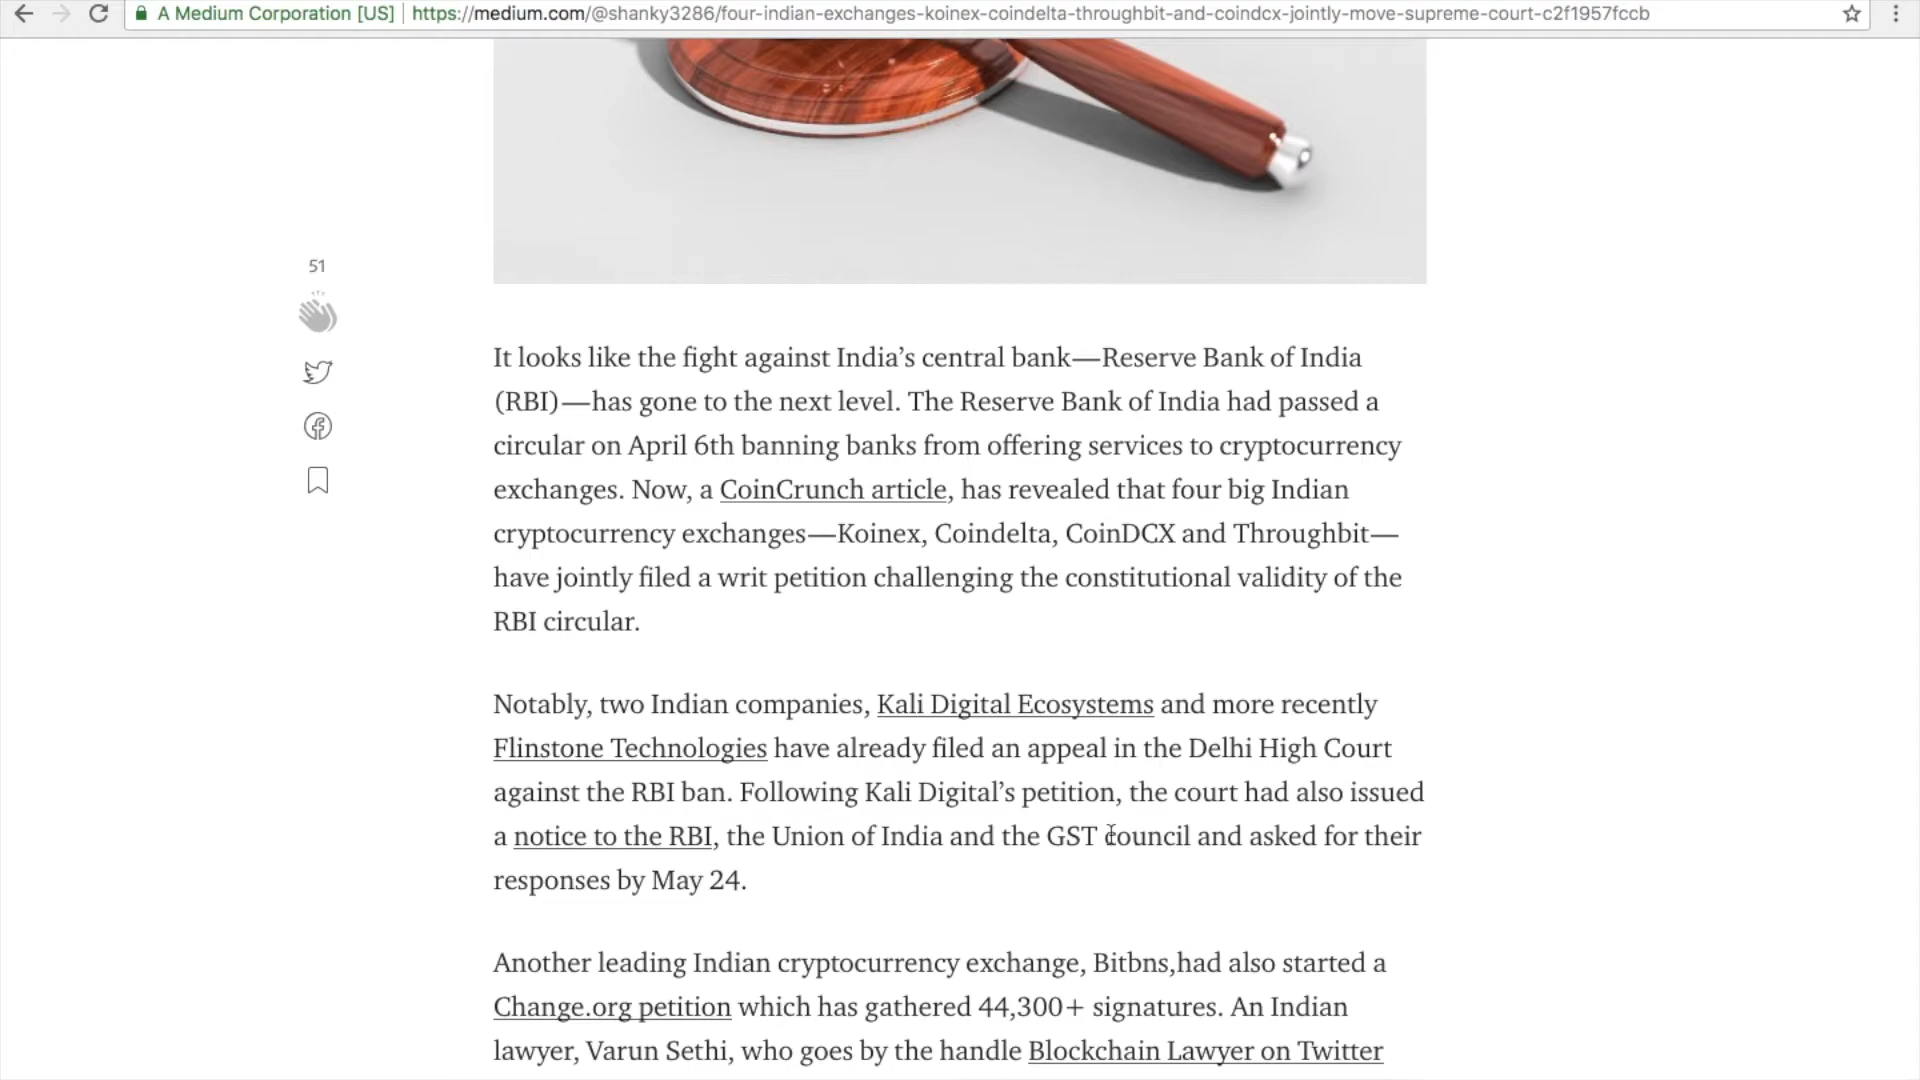 A Medium Corporation [US] https://medium.com/@shanky3286/four-indian-exchanges-koinex-coindelta-throughbit-and-coindcx-jointly-move-supreme-court-c2f1957fccb
51
It looks like the fight against India’s central bank—Reserve Bank of India
(RBI)—has gone to the next level. The Reserve Bank of India had passed a
circular on April 6th banning banks from offering services to cryptocurrency
exchanges. Now, a CoinCrunch article, has revealed that four big Indian
cryptocurrency exchanges—Koinex, Coindelta, CoinDCX and Throughbit—
have jointly filed a writ petition challenging the constitutional validity of the
RBI circular.
Notably, two Indian companies, Kali Digital Ecosystems and more recently
Flinstone Technologies have already filed an appeal in the Delhi High Court
against the RBI ban. Following Kali Digital’s petition, the court had also issued
a notice to the RBI, the Union of India and the GST council and asked for their
responses by May 24.
Another leading Indian cryptocurrency exchange, Bitbns,had also started a
Change.org petition which has gathered 44,300+ signatures. An Indian
lawyer, Varun Sethi, who goes by the handle Blockchain Lawyer on Twitter